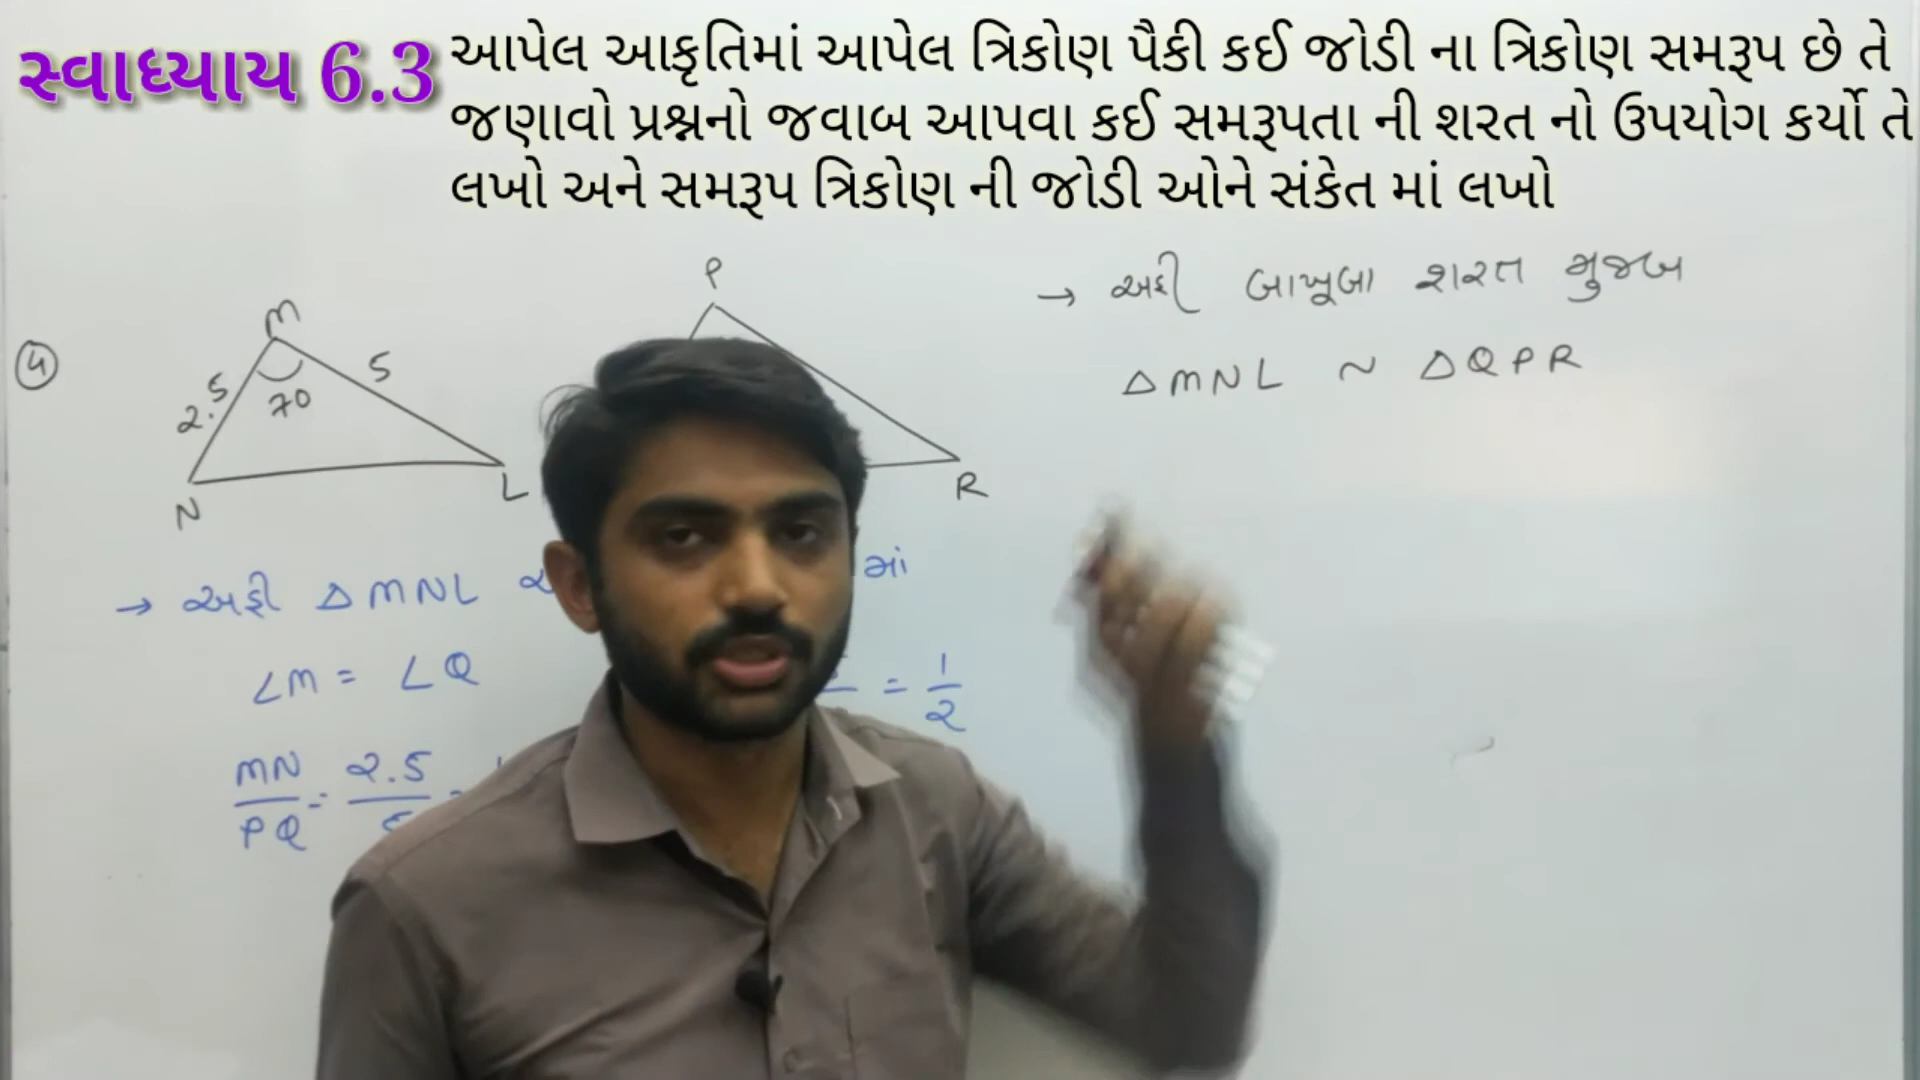 સ્વાધ્યાય 6.3
આપેલ આકૃતિમાં આપેલ ત્રિકોણ પૈકી કઈ જોડી ના ત્રિકોણ સમરૂપ છે તે
જણાવો પ્રશ્નનો જવાબ આપવા કઈ સમરૂપતા ની શરત નો ઉપયોગ કર્યો તે
લખો અને સમરૂપ ત્રિકોણ ની જોડી ઓને સંકેત માં લખો
4
M
2.5
70
5
N
L
P
R
→ અહીં બાખૂબા શરત મુજબ
Δ MNL ~ Δ QPR
→ અહીં Δ MNL
માં
∠M = ∠Q
= 1/2
MN/PQ = 2.5